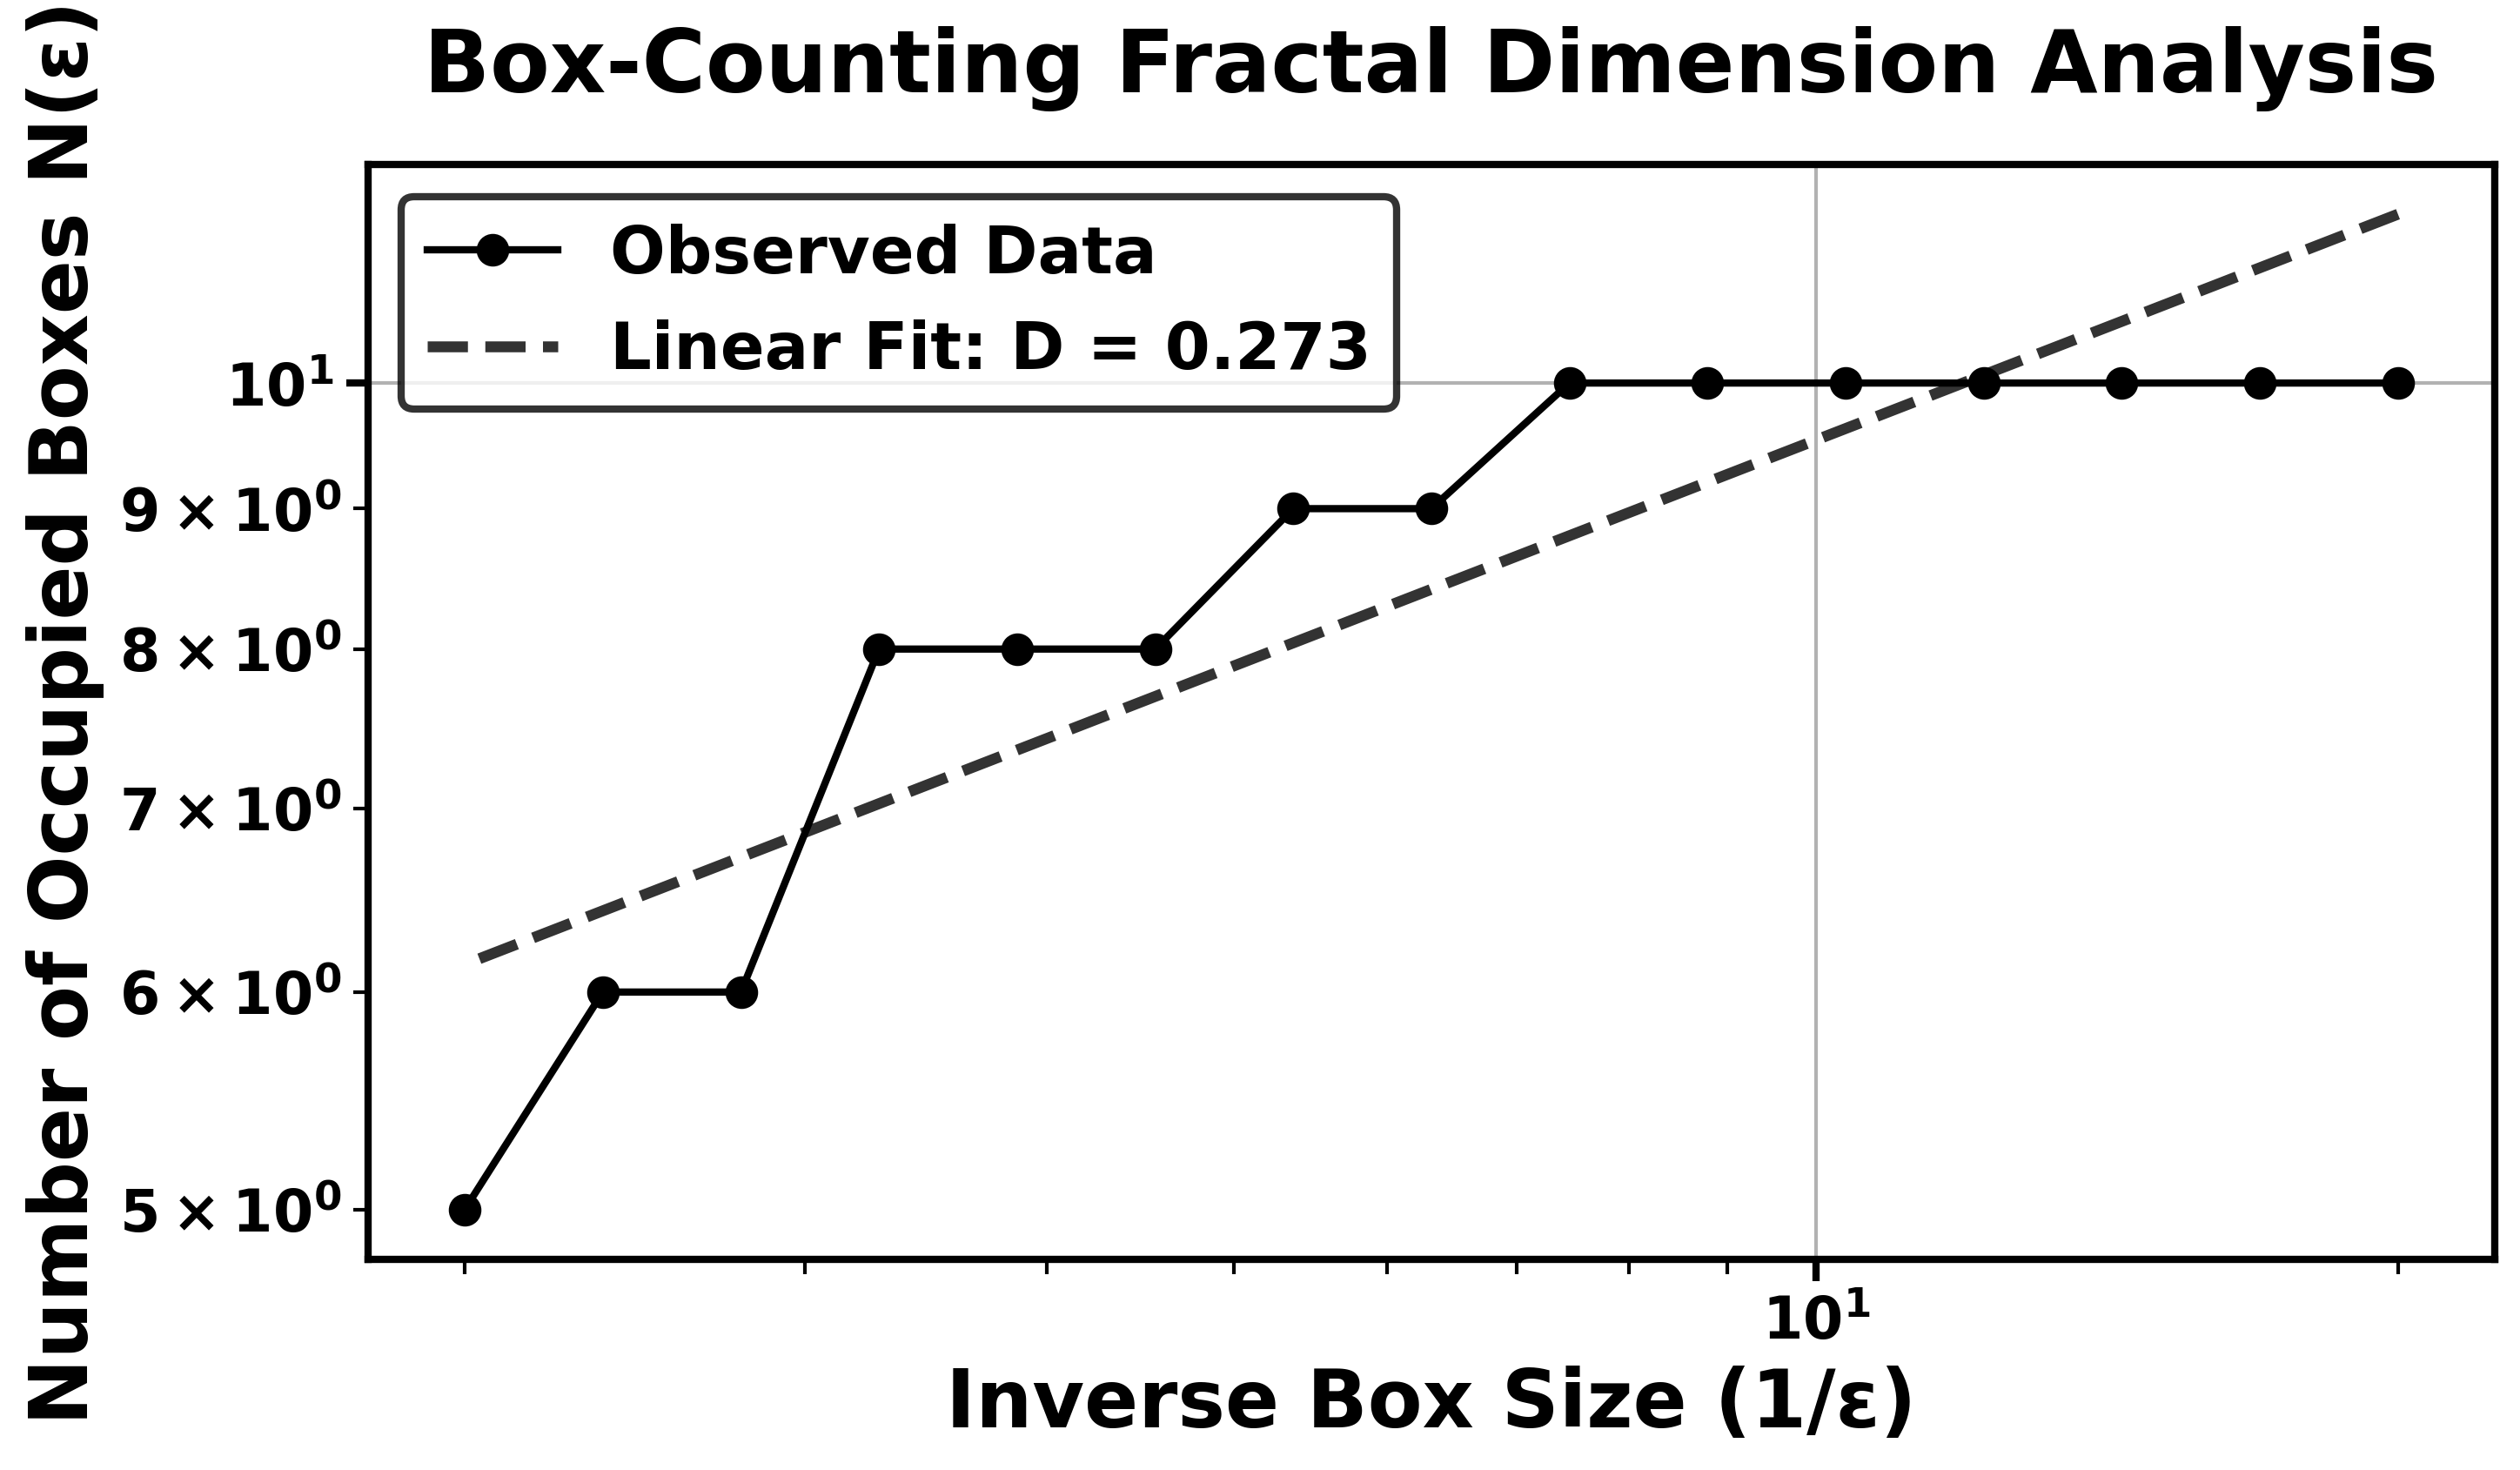 Box-Counting Fractal Dimension Analysis
Number of Occupied Boxes N(ε)
Observed Data
Linear Fit: D = 0.273
10¹
9 × 10⁰
8 × 10⁰
7 × 10⁰
6 × 10⁰
5 × 10⁰
10¹
Inverse Box Size (1/ε)